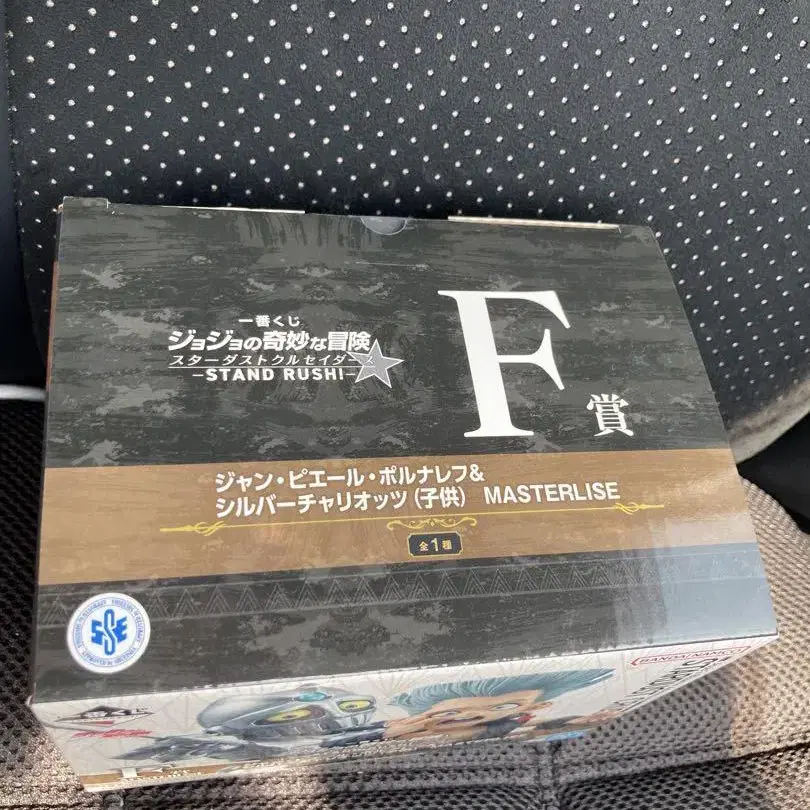 一番くじ
ジョジョの奇妙な冒険
スターダストクルセイダース
-STAND RUSH!-
F賞
ジャン・ピエール・ポルナレフ&
シルバーチャリオッツ(子供) MASTERLISE
全1種
BANDAI NAMCO